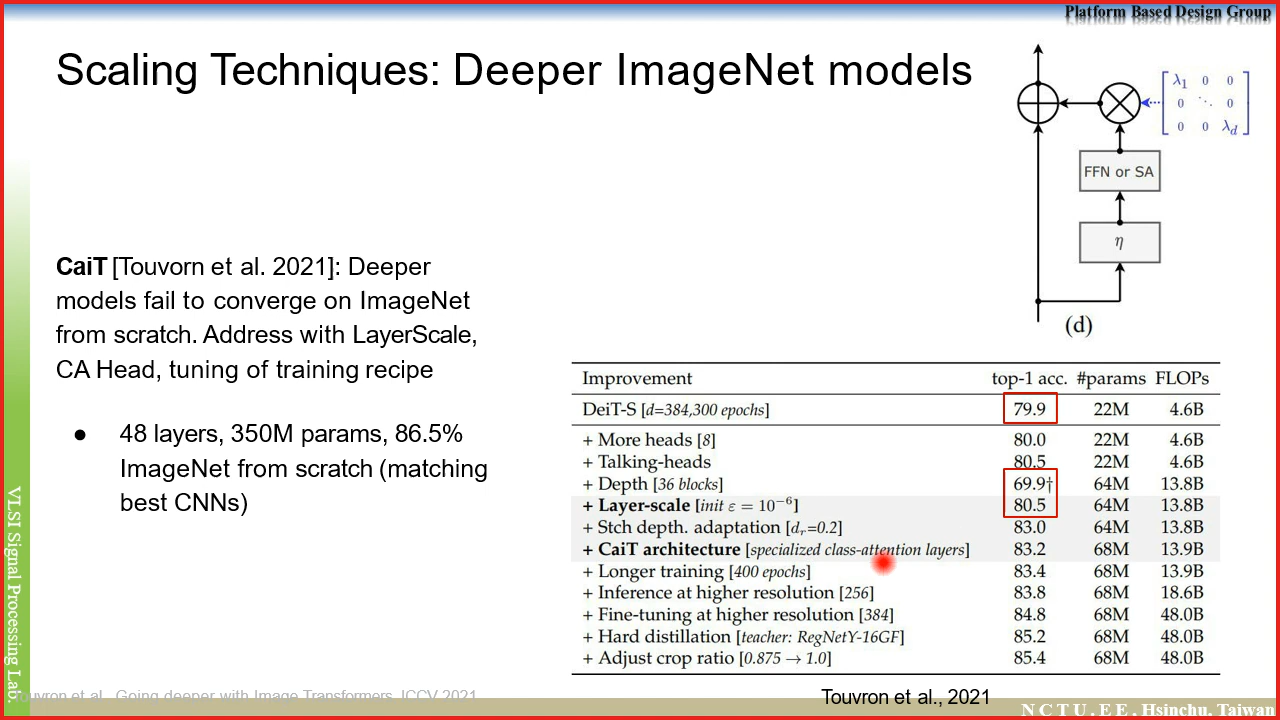 Platform Based Design Group
Scaling Techniques: Deeper ImageNet models
λ1 0 0
0 ⋱ 0
0 0 λd
FFN or SA
η
(d)
CaiT [Touvorn et al. 2021]: Deeper
models fail to converge on ImageNet
from scratch. Address with LayerScale,
CA Head, tuning of training recipe
● 48 layers, 350M params, 86.5%
ImageNet from scratch (matching
best CNNs)
Improvement top-1 acc. #params FLOPs
DeiT-S [d=384,300 epochs] 79.9 22M 4.6B
+ More heads [8] 80.0 22M 4.6B
+ Talking-heads 80.5 22M 4.6B
+ Depth [36 blocks] 69.9† 64M 13.8B
+ Layer-scale [init ε = 10⁻⁶] 80.5 64M 13.8B
+ Stch depth. adaptation [dr=0.2] 83.0 64M 13.8B
+ CaiT architecture [specialized class-attention layers] 83.2 68M 13.9B
+ Longer training [400 epochs] 83.4 68M 13.9B
+ Inference at higher resolution [256] 83.8 68M 18.6B
+ Fine-tuning at higher resolution [384] 84.8 68M 48.0B
+ Hard distillation [teacher: RegNetY-16GF] 85.2 68M 48.0B
+ Adjust crop ratio [0.875 → 1.0] 85.4 68M 48.0B
Touvron et al., 2021
Touvron et al., Going deeper with Image Transformers, ICCV 2021
VLSI Signal Processing Lab.
N C T U . E E , Hsinchu, Taiwan